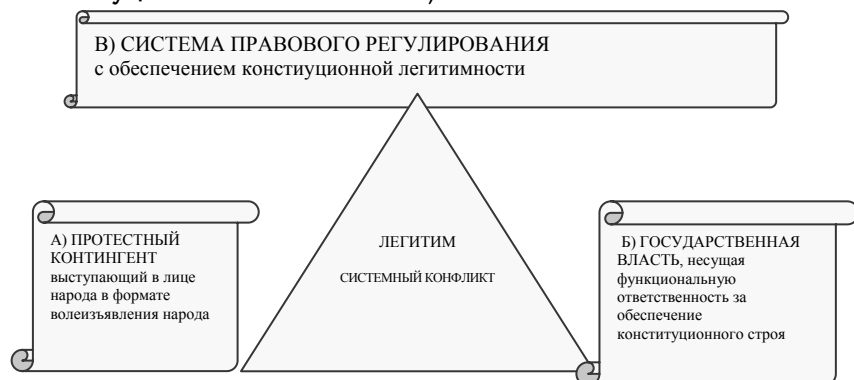 В) СИСТЕМА ПРАВОВОГО РЕГУЛИРОВАНИЯ
с обеспечением констиуционной легитимности
А) ПРОТЕСТНЫЙ
КОНТИНГЕНТ
выступающий в лице
народа в формате
волеизъявления народа
ЛЕГИТИМ
СИСТЕМНЫЙ КОНФЛИКТ
Б) ГОСУДАРСТВЕННАЯ
ВЛАСТЬ, несущая
функциональную
ответственность за
обеспечение
конституционного строя